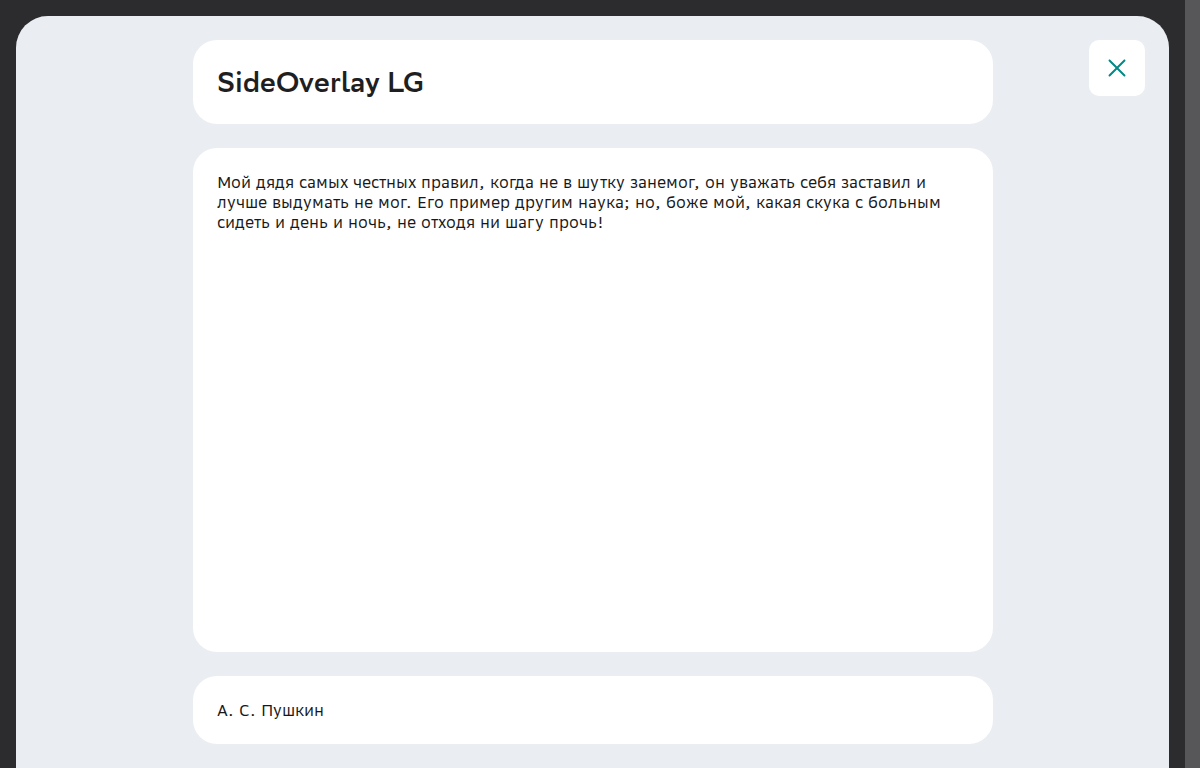 SideOverlay LG
Мой дядя самых честных правил, когда не в шутку занемог, он уважать себя заставил и
лучше выдумать не мог. Его пример другим наука; но, боже мой, какая скука с больным
сидеть и день и ночь, не отходя ни шагу прочь!
А. С. Пушкин